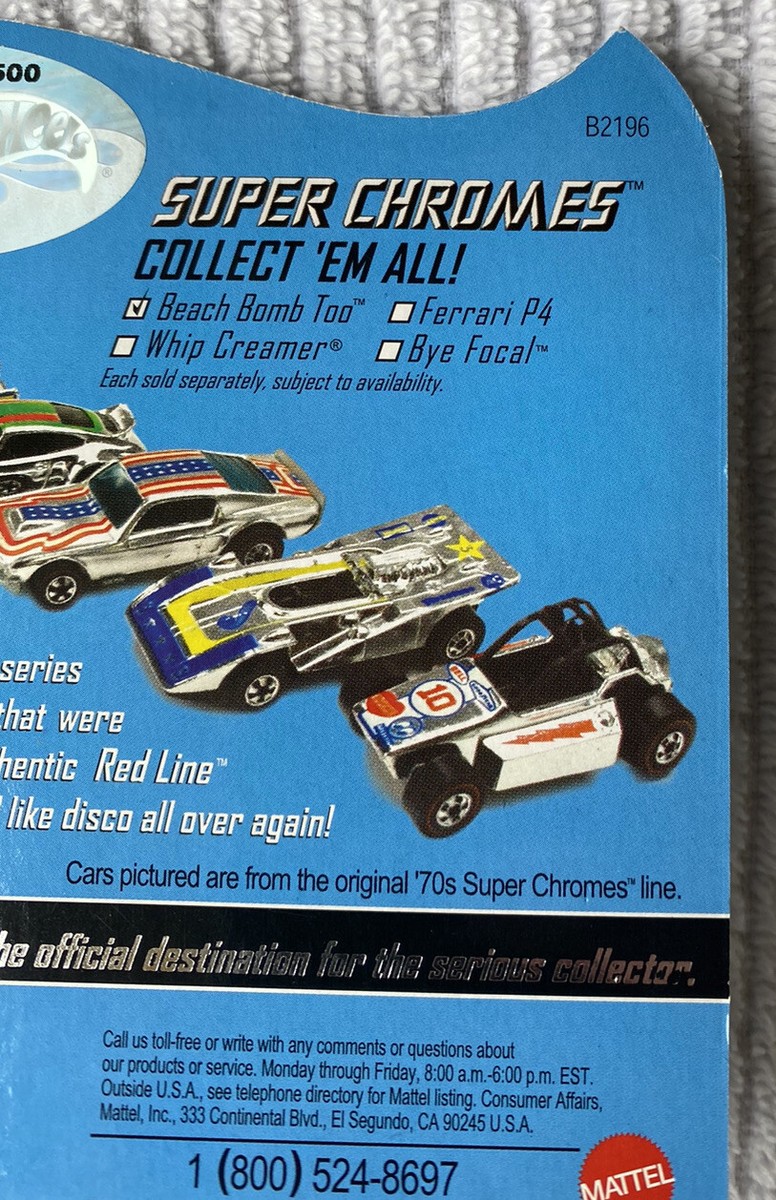 500
Wheels ®
B2196
SUPER CHROMES™
COLLECT 'EM ALL!
Beach Bomb Too™ Ferrari P4
Whip Creamer® Bye Focal™
Each sold separately, subject to availability.
5
10
series
that were
hentic Red Line™
like disco all over again!
Cars pictured are from the original '70s Super Chromes™ line.
he official destination for the serious collector.
Call us toll-free or write with any comments or questions about
our products or service. Monday through Friday, 8:00 a.m.-6:00 p.m. EST.
Outside U.S.A., see telephone directory for Mattel listing. Consumer Affairs,
Mattel, Inc., 333 Continental Blvd., El Segundo, CA 90245 U.S.A.
1 (800) 524-8697
MATTEL